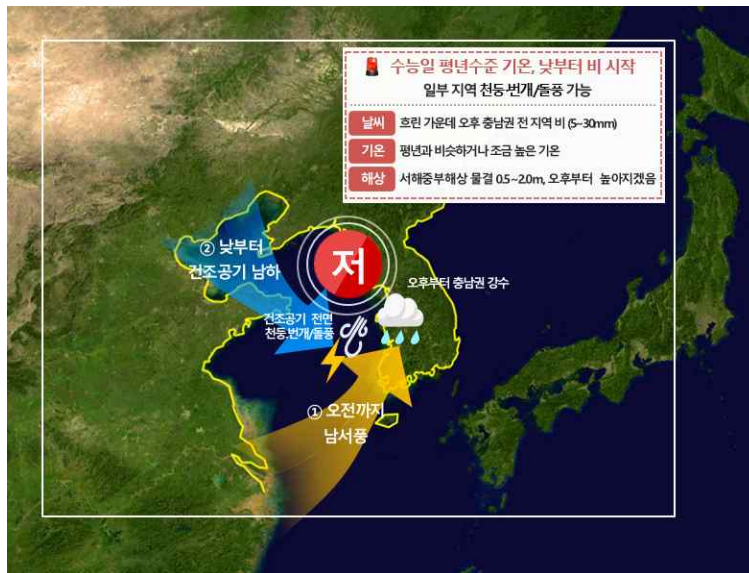 수능일 평년수준 기온, 낮부터 비 시작
일부 지역 천둥·번개/돌풍 가능
날씨 흐린 가운데 오후 충남권 전 지역 비 (5~30mm)
기온 평년과 비슷하거나 조금 높은 기온
해상 서해중부해상 물결 0.5~2.0m, 오후부터 높아지겠음
② 낮부터
건조공기 남하
저
오후부터 충남권 강수
건조공기 전면
천둥.번개/돌풍
① 오전까지
남서풍